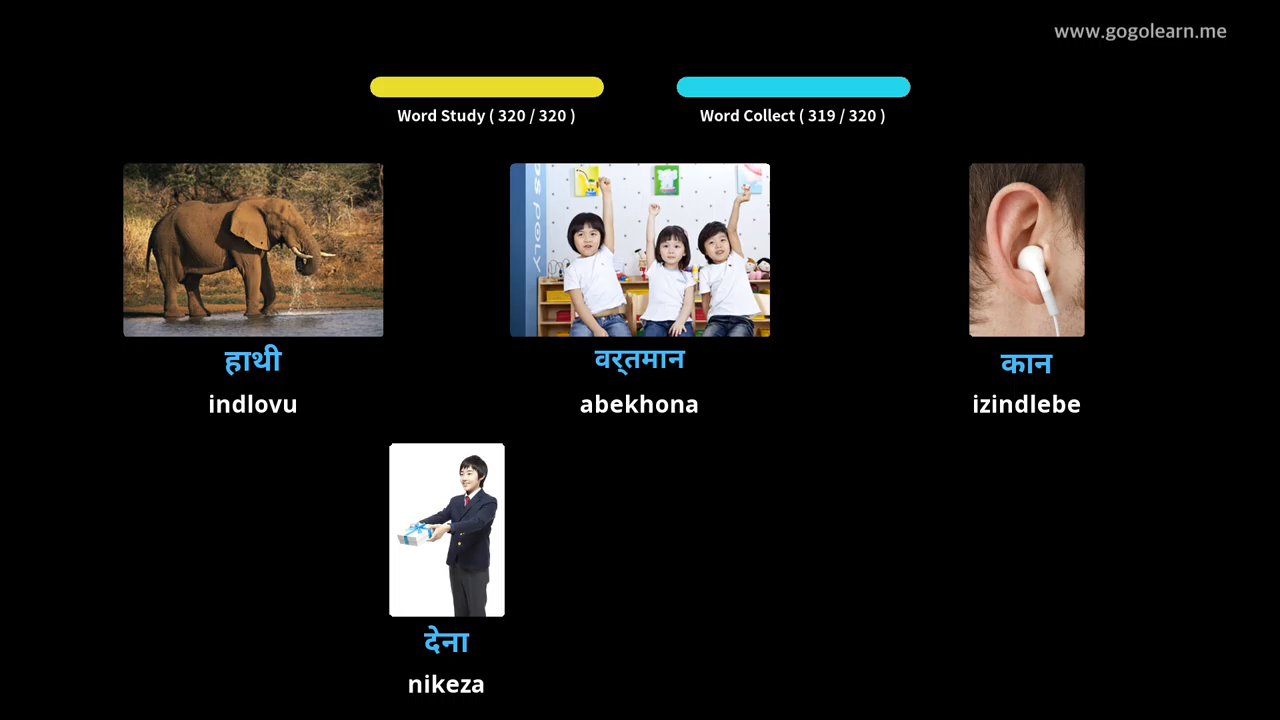 www.gogolearn.me
Word Study ( 320 / 320 )
Word Collect ( 319 / 320 )
हाथी
वर्‌तमान
कान
indlovu
abekhona
izindlebe
देना
nikeza